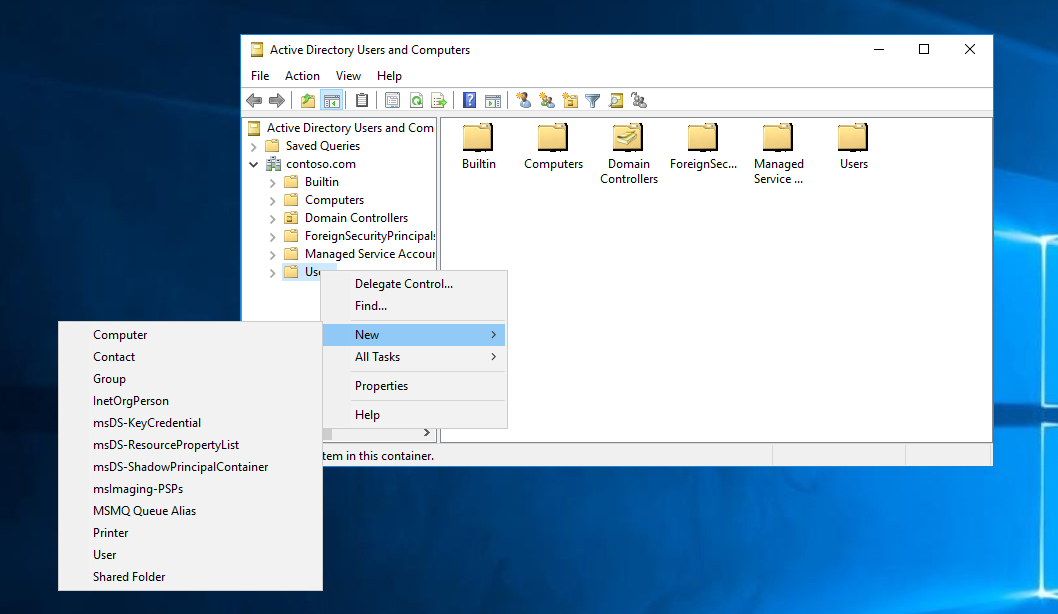 Active Directory Users and Computers
File Action View Help
Active Directory Users and Com
Saved Queries
contoso.com
Builtin
Computers
Domain Controllers
ForeignSecurityPrincipals
Managed Service Accour
Use
Builtin
Computers
Domain
Controllers
ForeignSec...
Managed
Service ...
Users
Delegate Control...
Find...
New
All Tasks
Properties
Help
Computer
Contact
Group
InetOrgPerson
msDS-KeyCredential
msDS-ResourcePropertyList
msDS-ShadowPrincipalContainer
msImaging-PSPs
MSMQ Queue Alias
Printer
User
Shared Folder
tem in this container.